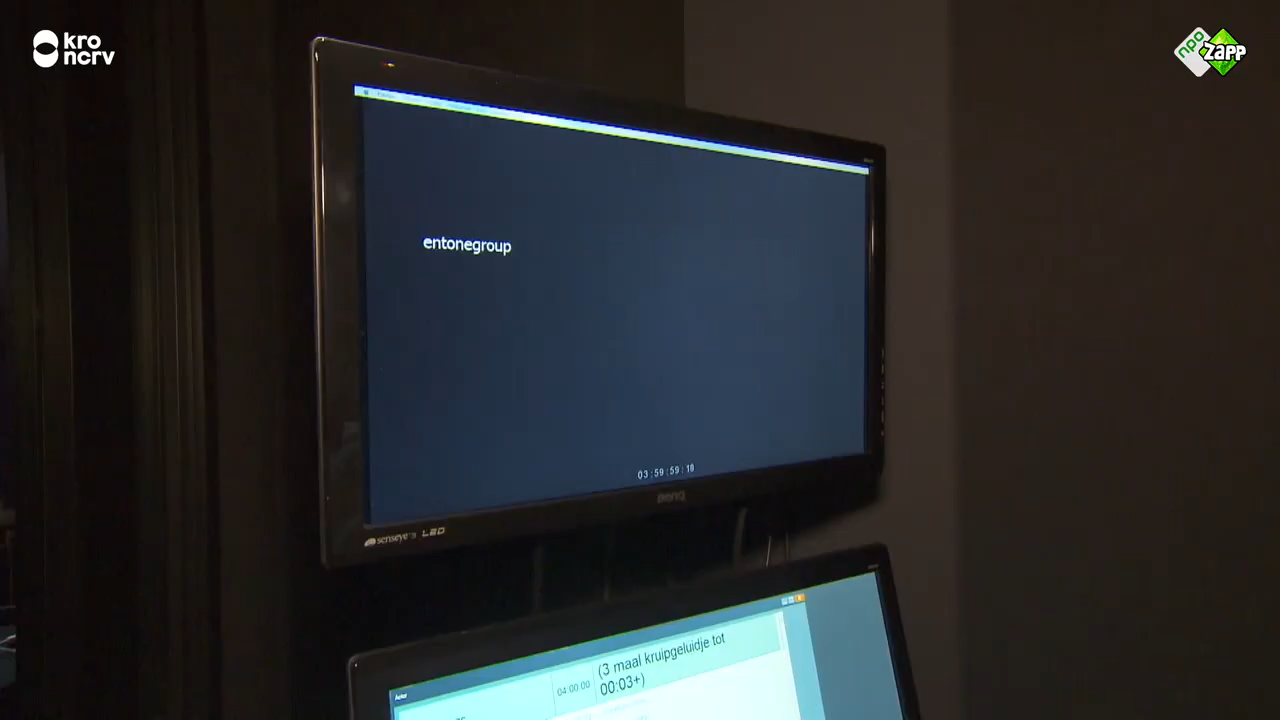 kro
ncrv
npo
ZAPP
entonegroup
03:59:59:18
BenQ
senseye
LED
04:00:00
(3 maal kruipgeluidje tot
00:03+)